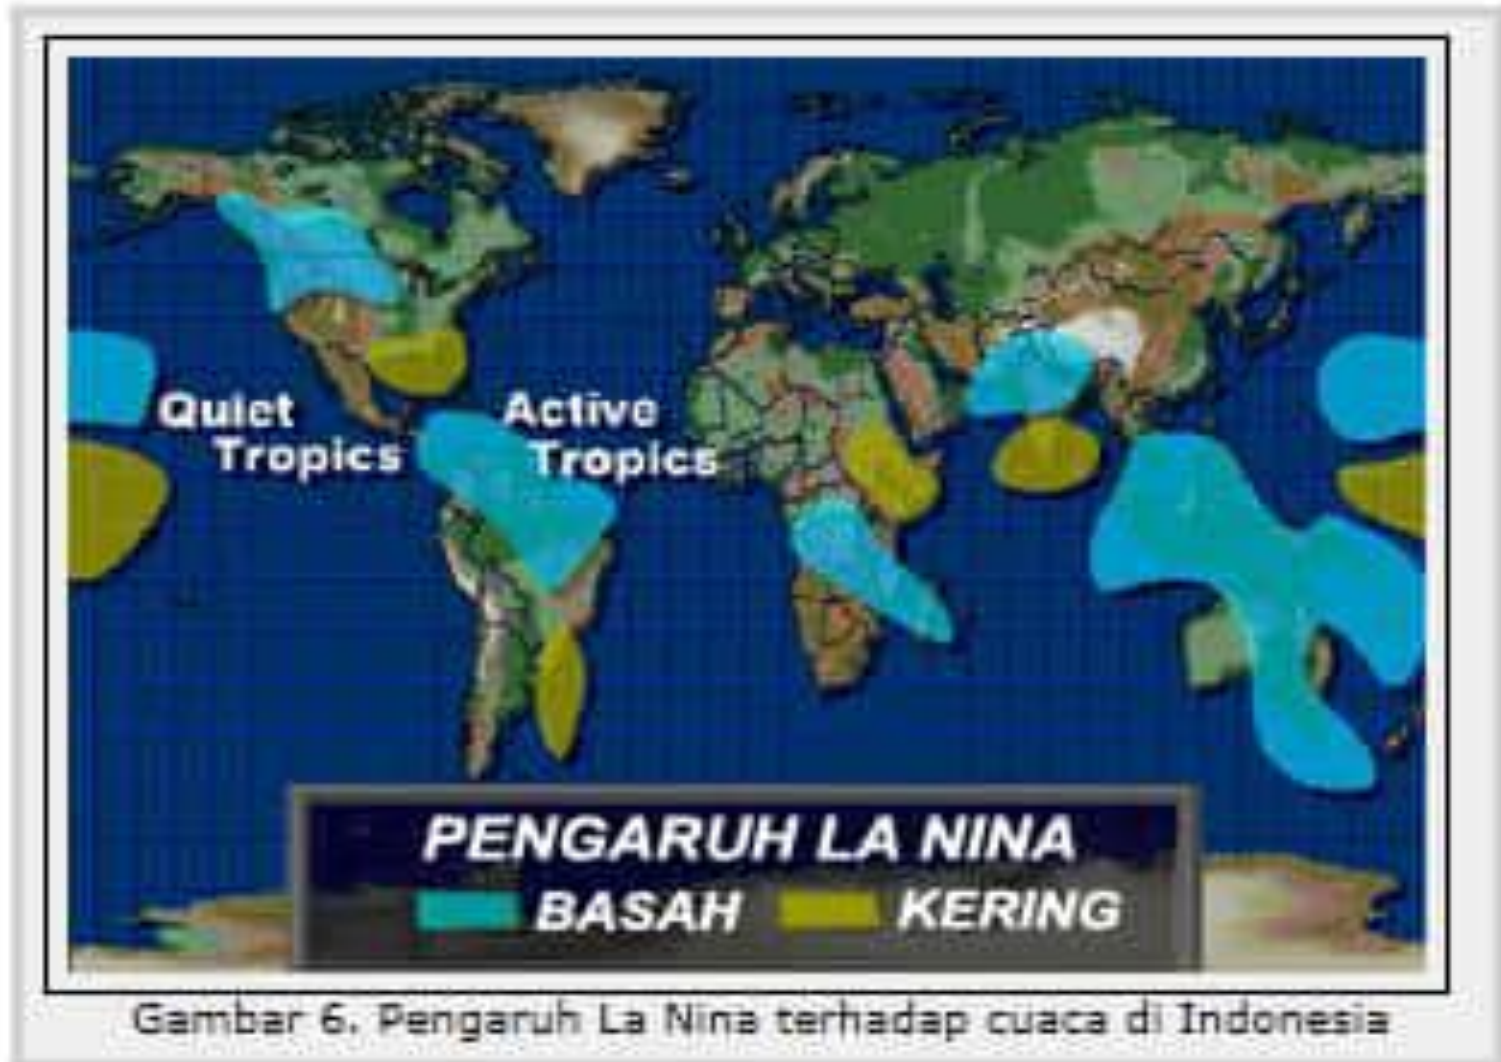 Quiet
Tropics
Active
Tropics
PENGARUH LA NINA
BASAH KERING
Gambar 6. Pengaruh La Nina terhadap cuaca di Indonesia